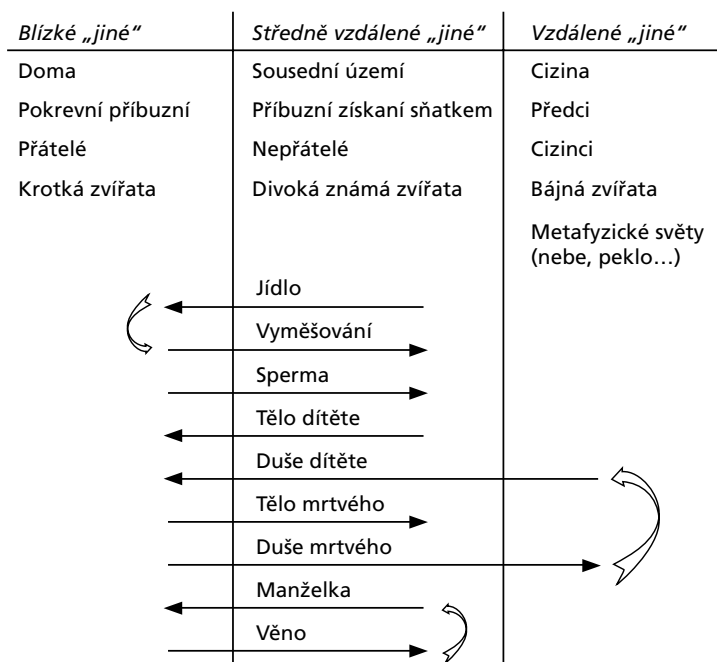 Blízké „jiné“ Středně vzdálené „jiné“ Vzdálené „jiné“
Doma Sousední území Cizina
Pokrevní příbuzní Příbuzní získaní sňatkem Předci
Přátelé Nepřátelé Cizinci
Krotká zvířata Divoká známá zvířata Bájná zvířata
Metafyzické světy
(nebe, peklo…)
Jídlo
Vyměšování
Sperma
Tělo dítěte
Duše dítěte
Tělo mrtvého
Duše mrtvého
Manželka
Věno